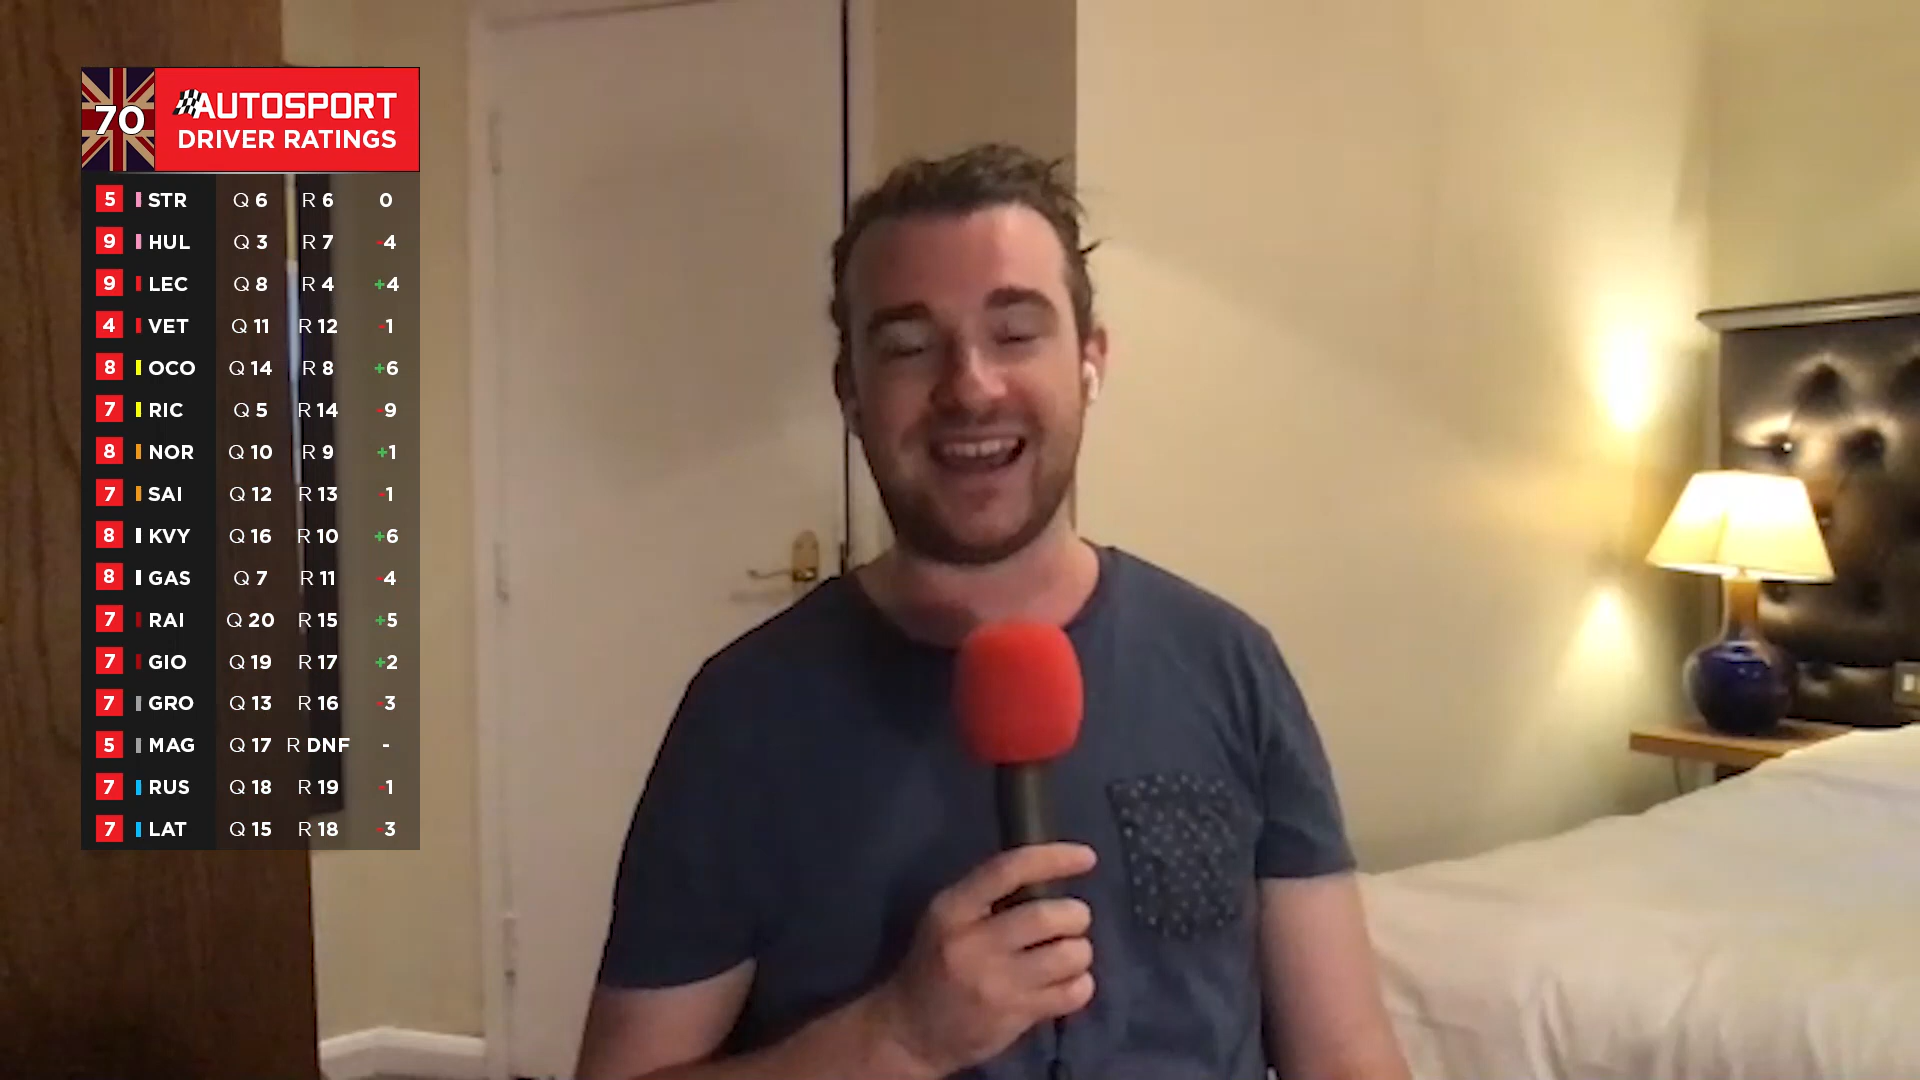 70
AUTOSPORT
DRIVER RATINGS
5 STR Q 6 R 6 0
9 HUL Q 3 R 7 -4
9 LEC Q 8 R 4 +4
4 VET Q 11 R 12 -1
8 OCO Q 14 R 8 +6
7 RIC Q 5 R 14 -9
8 NOR Q 10 R 9 +1
7 SAI Q 12 R 13 -1
8 KVY Q 16 R 10 +6
8 GAS Q 7 R 11 -4
7 RAI Q 20 R 15 +5
7 GIO Q 19 R 17 +2
7 GRO Q 13 R 16 -3
5 MAG Q 17 R DNF -
7 RUS Q 18 R 19 -1
7 LAT Q 15 R 18 -3